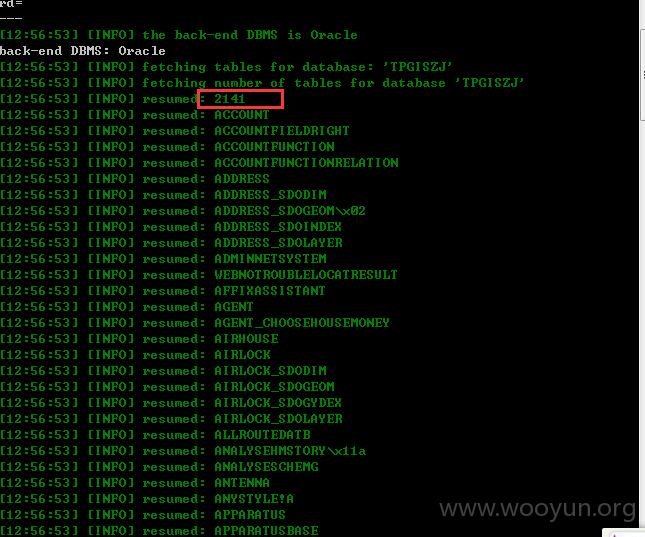 rd=
---
[12:56:53] [INFO] the back-end DBMS is Oracle
back-end DBMS: Oracle
[12:56:53] [INFO] fetching tables for database: 'TPGISZJ'
[12:56:53] [INFO] fetching number of tables for database 'TPGISZJ'
[12:56:53] [INFO] resumed: 2141
[12:56:53] [INFO] resumed: ACCOUNT
[12:56:53] [INFO] resumed: ACCOUNTFIELDRIGHT
[12:56:53] [INFO] resumed: ACCOUNTFUNCTION
[12:56:53] [INFO] resumed: ACCOUNTFUNCTIONRELATION
[12:56:53] [INFO] resumed: ADDRESS
[12:56:53] [INFO] resumed: ADDRESS_SDODIM
[12:56:53] [INFO] resumed: ADDRESS_SDOGEOM\x02
[12:56:53] [INFO] resumed: ADDRESS_SDOINDEX
[12:56:53] [INFO] resumed: ADDRESS_SDOLAYER
[12:56:53] [INFO] resumed: ADMINNETSYSTEM
[12:56:53] [INFO] resumed: WEBNOTROUBLELOCATRESULT
[12:56:53] [INFO] resumed: AFFIXASSISTANT
[12:56:53] [INFO] resumed: AGENT
[12:56:53] [INFO] resumed: AGENT_CHOOSEHOUSEMONEY
[12:56:53] [INFO] resumed: AIRHOUSE
[12:56:53] [INFO] resumed: AIRLOCK
[12:56:53] [INFO] resumed: AIRLOCK_SDODIM
[12:56:53] [INFO] resumed: AIRLOCK_SDOGEOM
[12:56:53] [INFO] resumed: AIRLOCK_SDOGYDEX
[12:56:53] [INFO] resumed: AIRLOCK_SDOLAYER
[12:56:53] [INFO] resumed: ALLROUTEDATB
[12:56:53] [INFO] resumed: ANALYSEHMSTORY\x11a
[12:56:53] [INFO] resumed: ANALYSESCHEMG
[12:56:53] [INFO] resumed: ANTENNA
[12:56:53] [INFO] resumed: ANYSTYLE!A
[12:56:53] [INFO] resumed: APPARATUS
[12:56:53] [INFO] resumed: APPARATUSBASE
www.wooyun.org